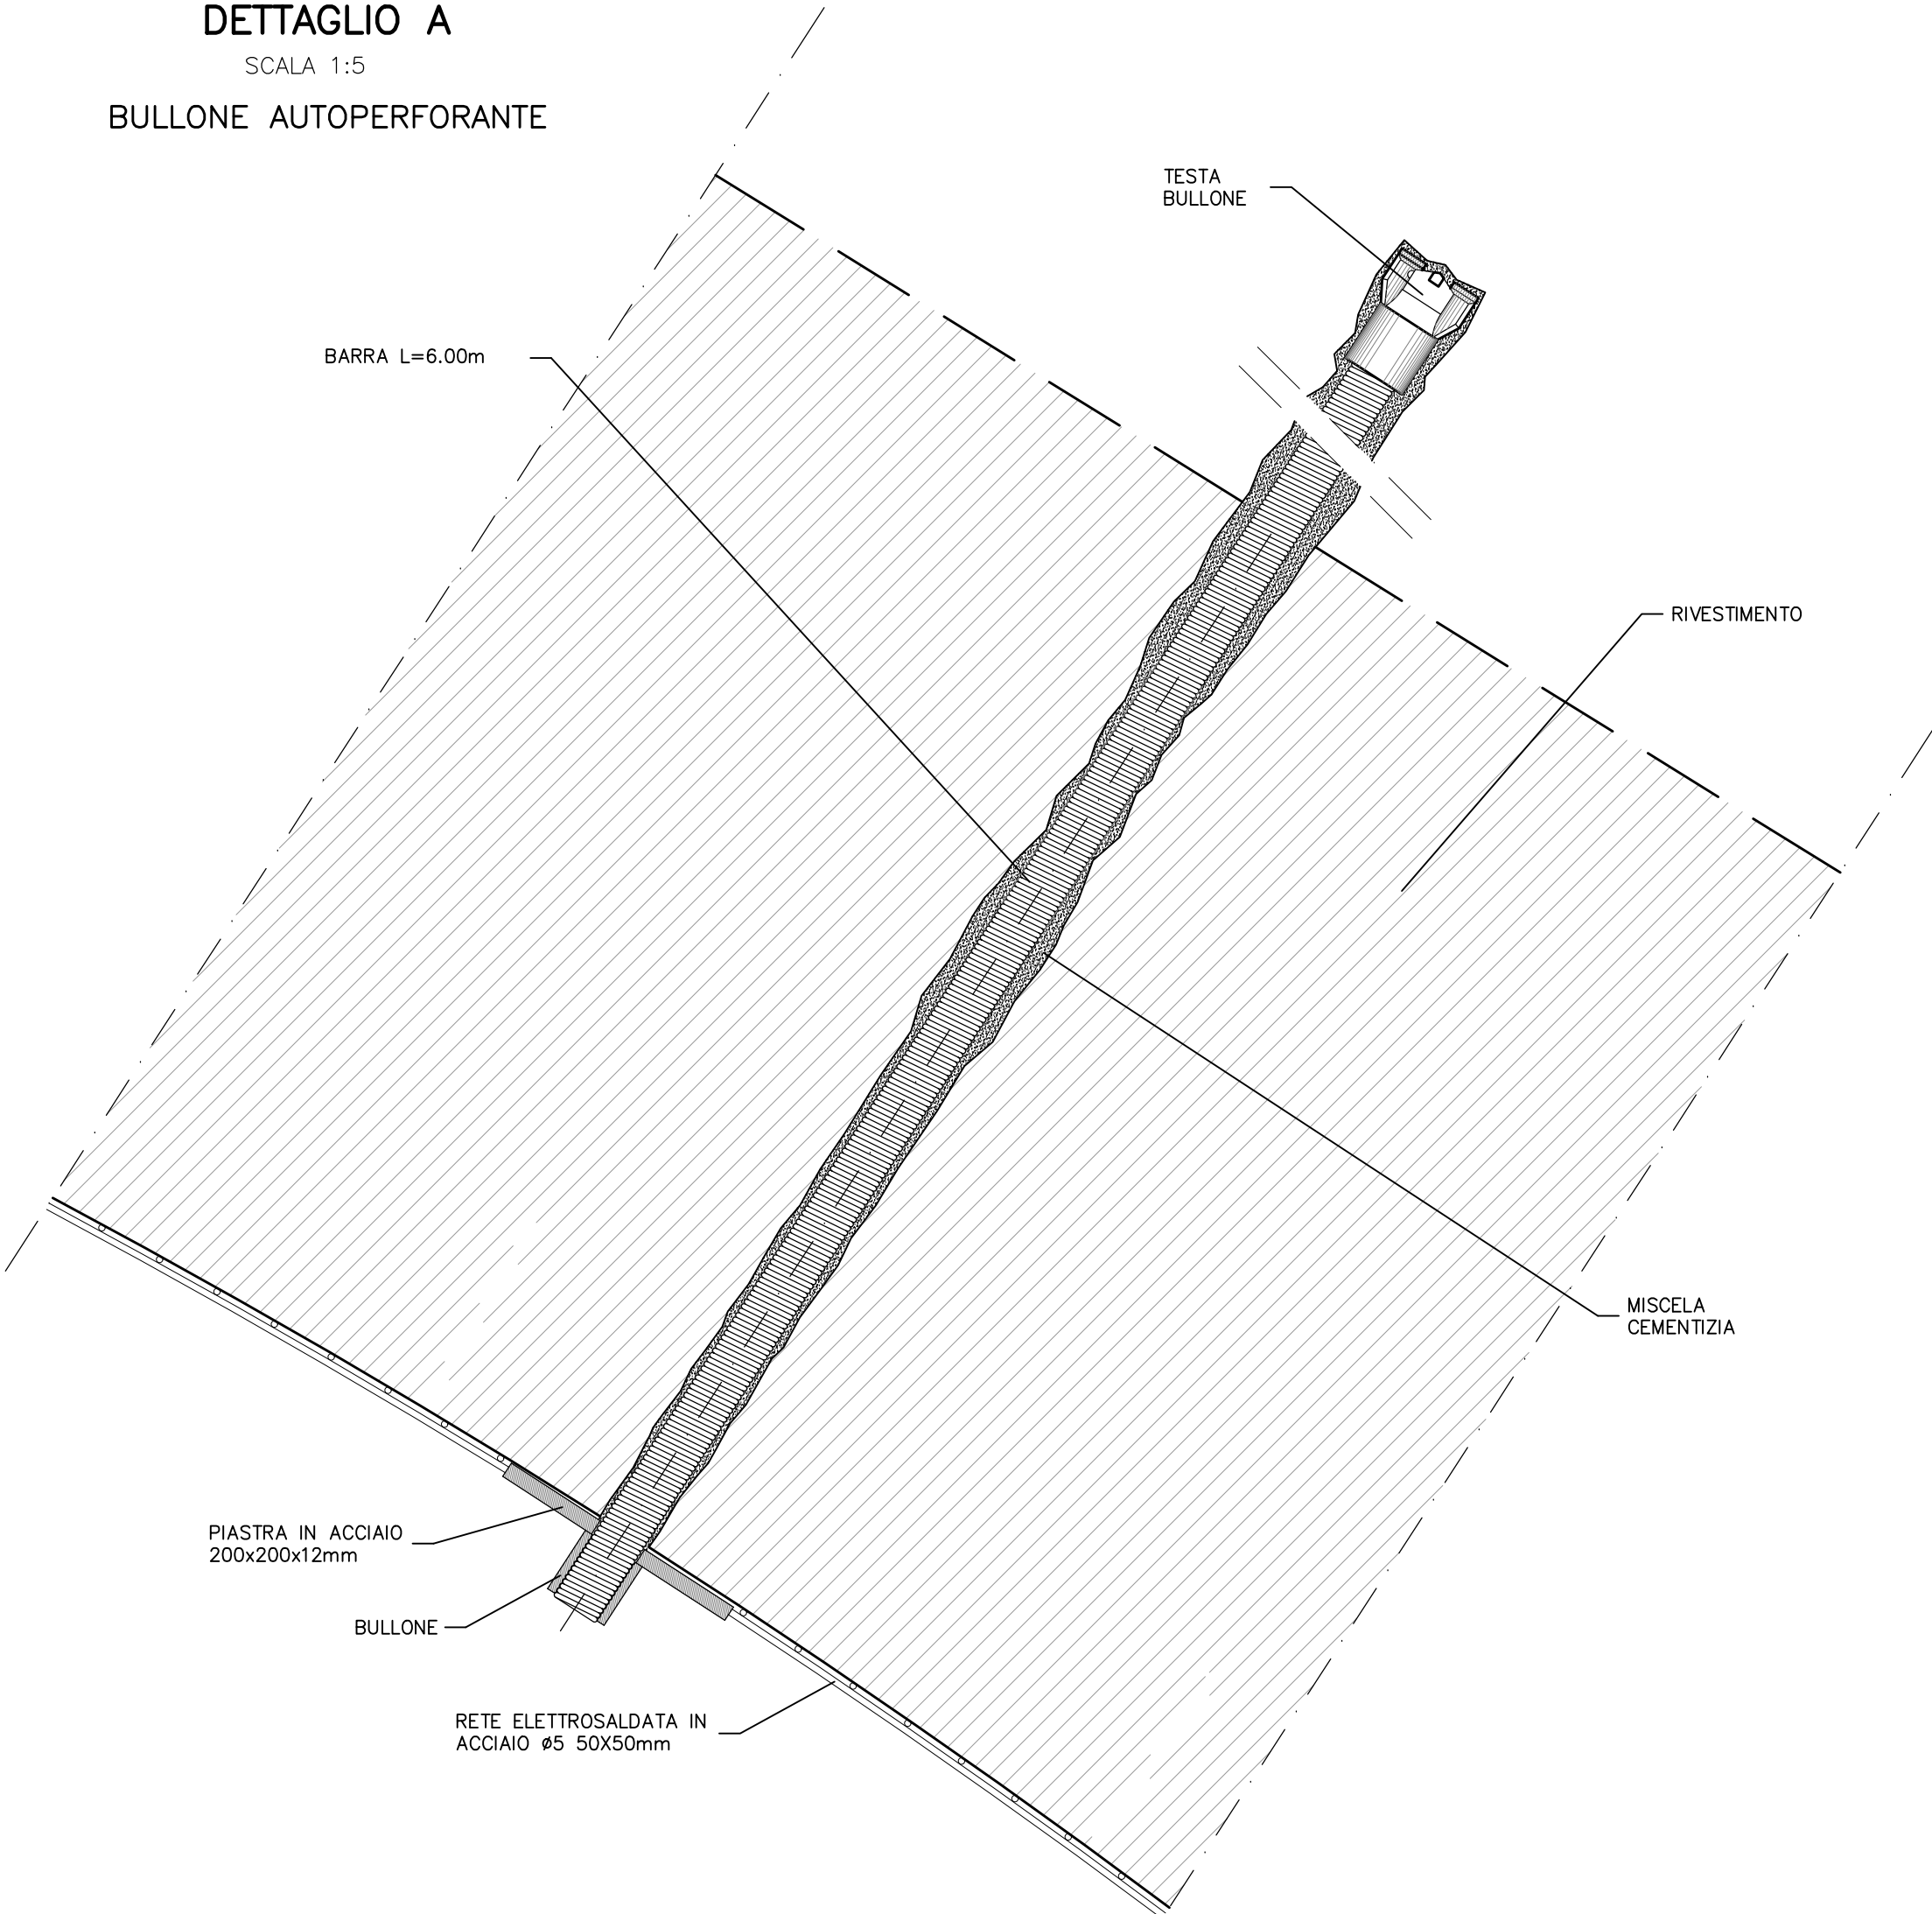 DETTAGLIO A
SCALA 1:5
BULLONE AUTOPERFORANTE
TESTA
BULLONE
BARRA L=6.00m
RIVESTIMENTO
MISCELA
CEMENTIZIA
PIASTRA IN ACCIAIO
200x200x12mm
BULLONE
RETE ELETTROSALDATA IN
ACCIAIO ø5 50X50mm